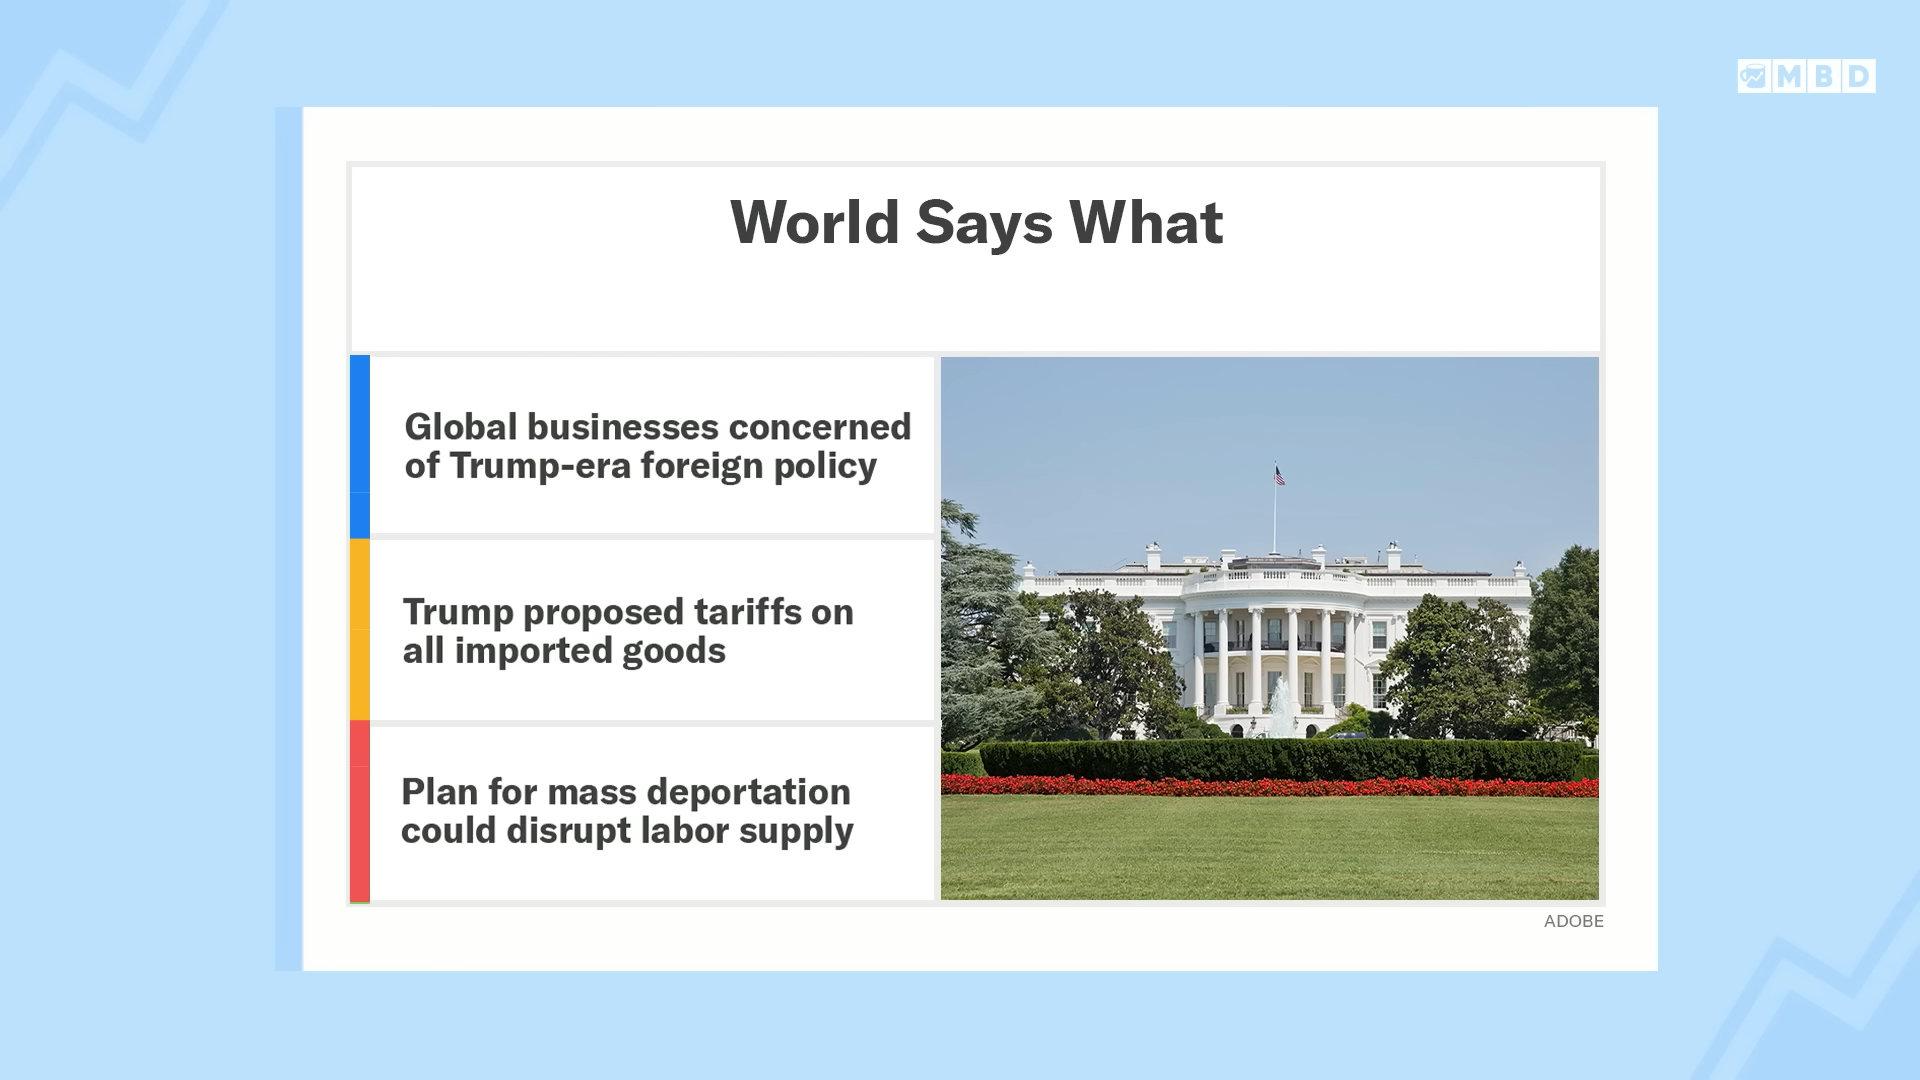 MBD
World Says What
Global businesses concerned
of Trump-era foreign policy
Trump proposed tariffs on
all imported goods
Plan for mass deportation
could disrupt labor supply
ADOBE